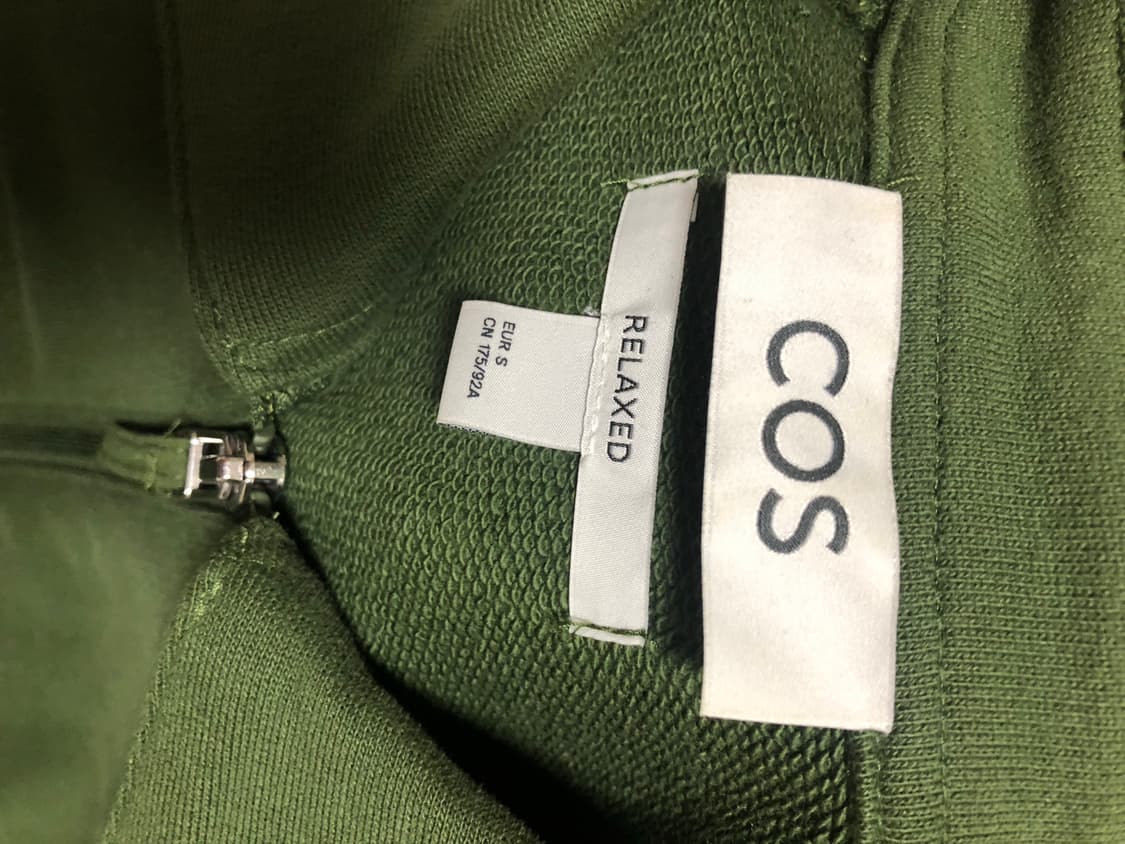 COS
RELAXED
EUR S
CN 175/92A